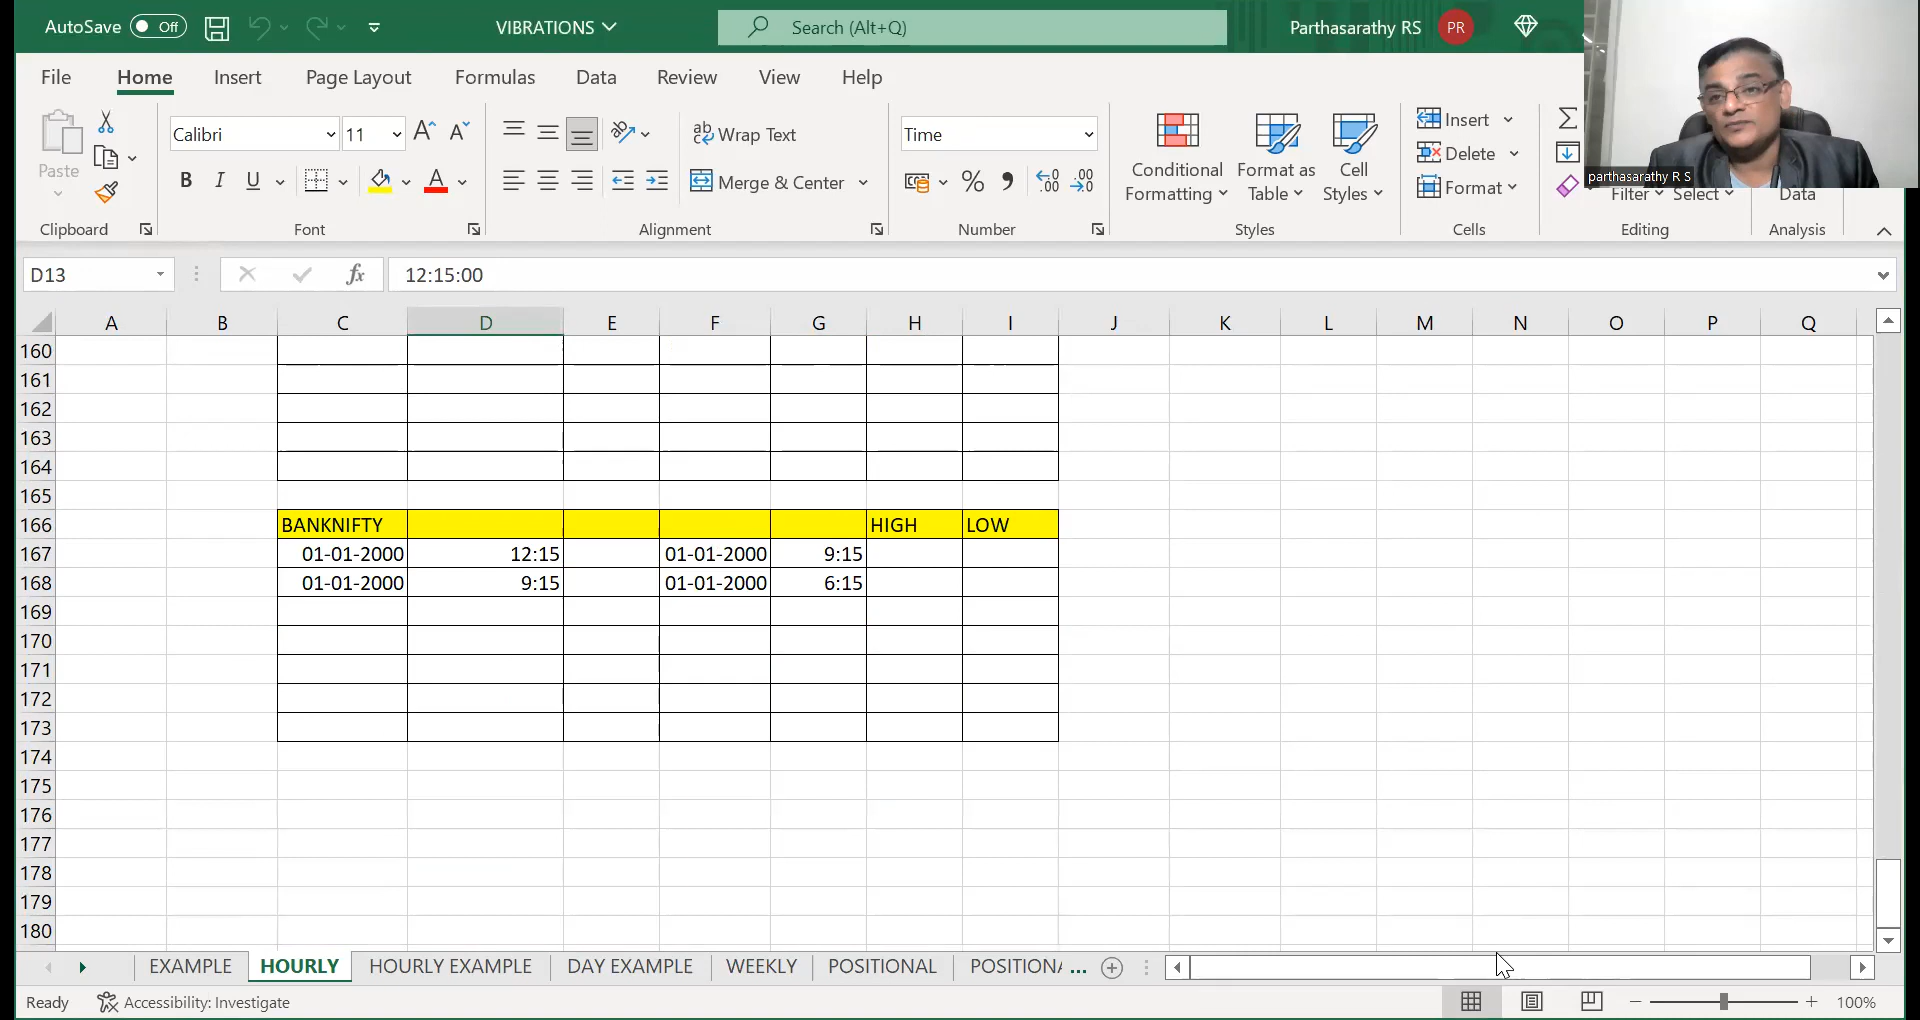 AutoSave Off VIBRATIONS Search (Alt+Q) Parthasarathy RS PR
File Home Insert Page Layout Formulas Data Review View Help
Paste
Calibri 11
Wrap Text
Merge & Center
Time
Conditional Formatting
Format as Table
Cell Styles
Insert
Delete
Format
Filter Select
Data
parthasarathy R S
Clipboard Font Alignment Number Styles Cells Editing Analysis
D13 fx 12:15:00
A B C D E F G H I J K L M N O P Q
160
161
162
163
164
165
166 BANKNIFTY HIGH LOW
167 01-01-2000 12:15 01-01-2000 9:15
168 01-01-2000 9:15 01-01-2000 6:15
169
170
171
172
173
174
175
176
177
178
179
180
EXAMPLE HOURLY HOURLY EXAMPLE DAY EXAMPLE WEEKLY POSITIONAL POSITIONA ...
Ready Accessibility: Investigate 100%